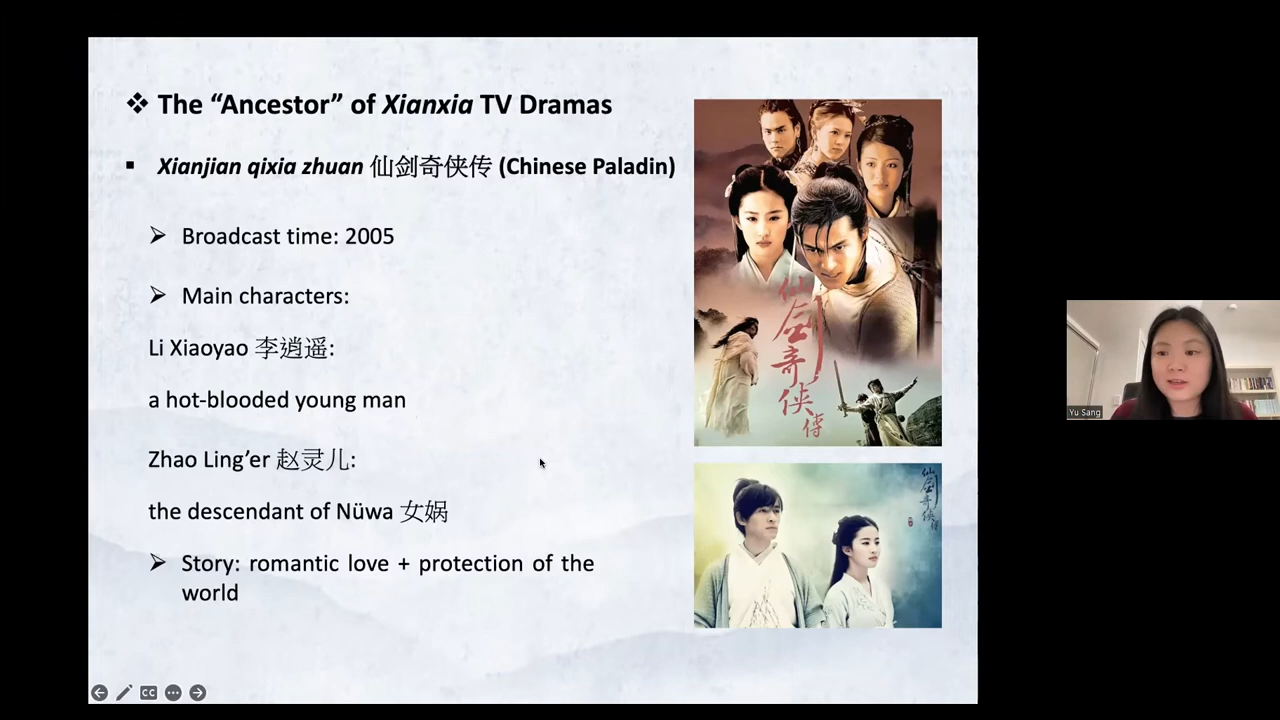 ❖ The “Ancestor” of Xianxia TV Dramas
▪ Xianjian qixia zhuan 仙剑奇侠传 (Chinese Paladin)
➢ Broadcast time: 2005
➢ Main characters:
Li Xiaoyao 李逍遥:
a hot-blooded young man
Zhao Ling’er 赵灵儿:
the descendant of Nüwa 女娲
➢ Story: romantic love + protection of the
world
仙剑奇侠传
仙剑奇侠传
Yu Sang
CC